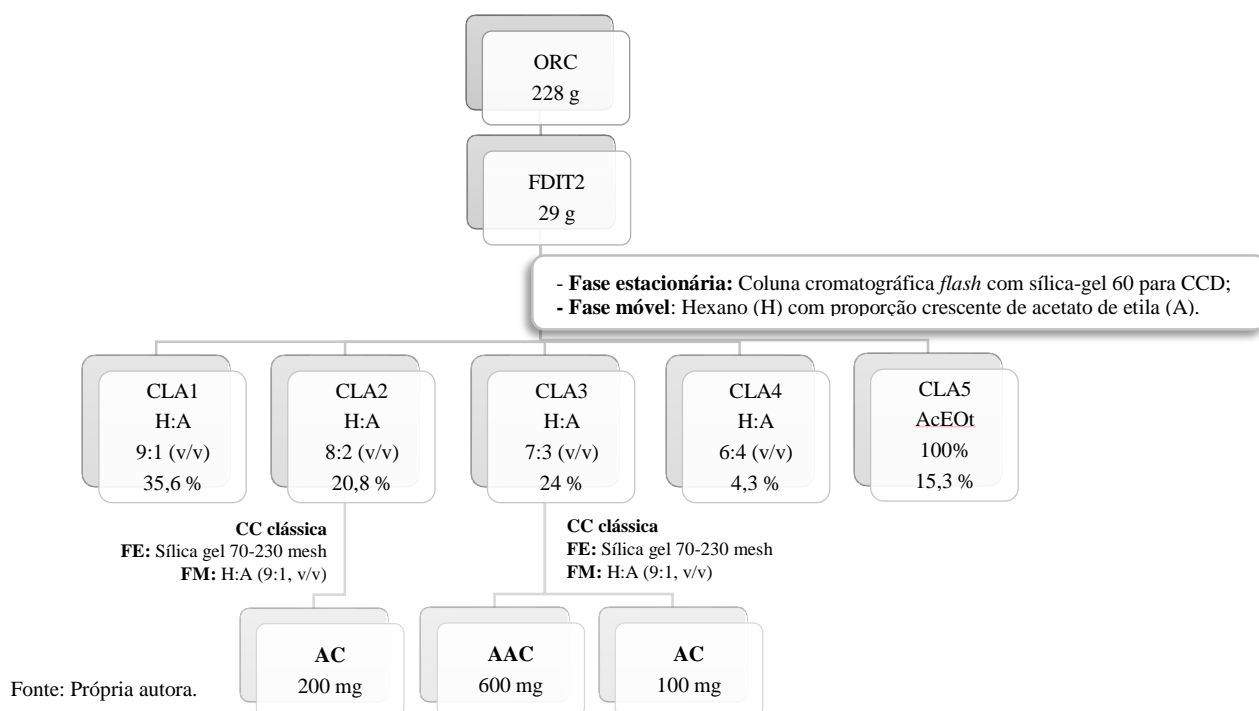 ORC
228 g
FDIT2
29 g
- Fase estacionária: Coluna cromatográfica flash com sílica-gel 60 para CCD;
- Fase móvel: Hexano (H) com proporção crescente de acetato de etila (A).
CLA1
H:A
9:1 (v/v)
35,6 %
CLA2
H:A
8:2 (v/v)
20,8 %
CLA3
H:A
7:3 (v/v)
24 %
CLA4
H:A
6:4 (v/v)
4,3 %
CLA5
AcEOt
100%
15,3 %
CC clássica
FE: Sílica gel 70-230 mesh
FM: H:A (9:1, v/v)
CC clássica
FE: Sílica gel 70-230 mesh
FM: H:A (9:1, v/v)
AC
200 mg
AAC
600 mg
AC
100 mg
Fonte: Própria autora.